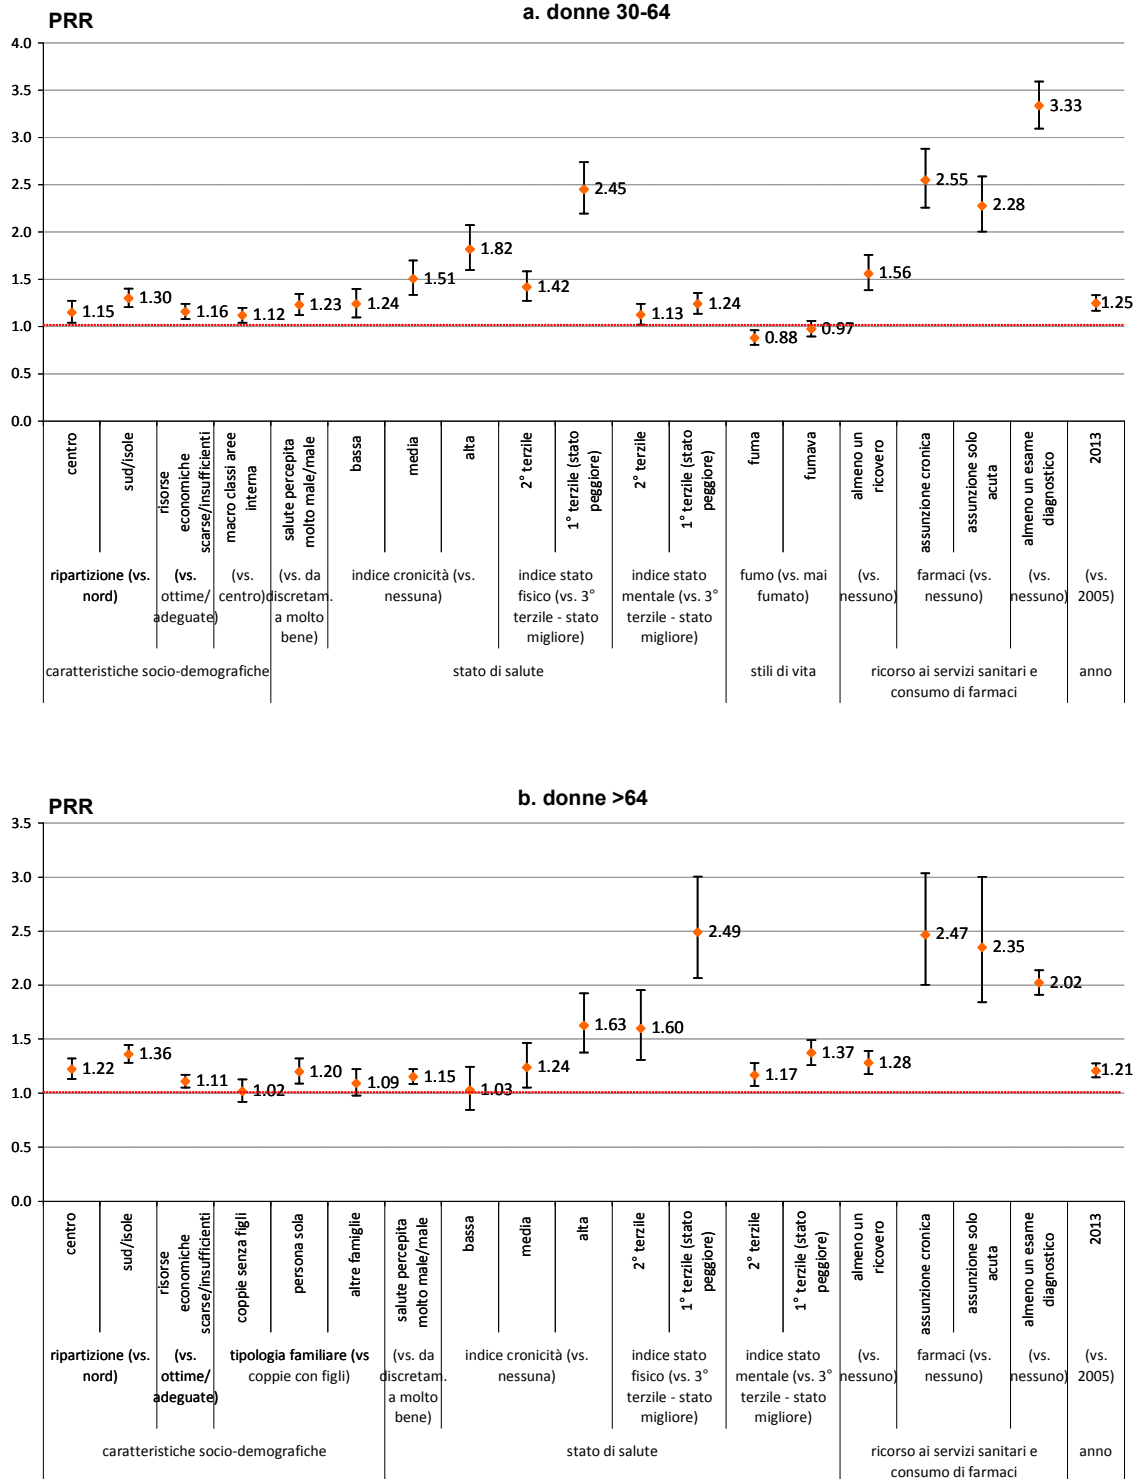 a. donne 30-64
PRR
4.0
3.5
3.0
2.5
2.0
1.5
1.0
0.5
0.0
1.15
1.30
1.16
1.12
1.23
1.24
1.51
1.82
1.42
2.45
1.13
1.24
0.88
0.97
1.56
2.55
2.28
3.33
1.25
centro
sud/isole
risorse
economiche
scarse/insufficienti
macro classi aree
interna
salute percepita
molto male/male
bassa
media
alta
2° terzile
1° terzile (stato
peggiore)
2° terzile
1° terzile (stato
peggiore)
fuma
fumava
almeno un
ricovero
assunzione cronica
assunzione solo
acuta
almeno un esame
diagnostico
2013
ripartizione (vs.
nord)
(vs.
ottime/
adeguate)
(vs.
centro)
(vs. da
discretam.
a molto
bene)
indice cronicità (vs.
nessuna)
indice stato
fisico (vs. 3°
terzile - stato
migliore)
indice stato
mentale (vs. 3°
terzile - stato
migliore)
fumo (vs. mai
fumato)
(vs.
nessuno)
farmaci (vs.
nessuno)
(vs.
nessuno)
(vs.
2005)
caratteristiche socio-demografiche
stato di salute
stili di vita
ricorso ai servizi sanitari e
consumo di farmaci
anno
b. donne >64
PRR
3.5
3.0
2.5
2.0
1.5
1.0
0.5
0.0
1.22
1.36
1.11
1.02
1.20
1.09
1.15
1.03
1.24
1.63
1.60
2.49
1.17
1.37
1.28
2.47
2.35
2.02
1.21
centro
sud/isole
risorse
economiche
scarse/insufficienti
coppie senza figli
persona sola
altre famiglie
salute percepita
molto male/male
bassa
media
alta
2° terzile
1° terzile (stato
peggiore)
2° terzile
1° terzile (stato
peggiore)
almeno un
ricovero
assunzione cronica
assunzione solo
acuta
almeno un esame
diagnostico
2013
ripartizione (vs.
nord)
(vs.
ottime/
adeguate)
tipologia familiare (vs
coppie con figli)
(vs. da
discretam.
a molto
bene)
indice cronicità (vs.
nessuna)
indice stato
fisico (vs. 3°
terzile - stato
migliore)
indice stato
mentale (vs. 3°
terzile - stato
migliore)
(vs.
nessuno)
farmaci (vs.
nessuno)
(vs.
nessuno)
(vs.
2005)
caratteristiche socio-demografiche
stato di salute
ricorso ai servizi sanitari e
consumo di farmaci
anno